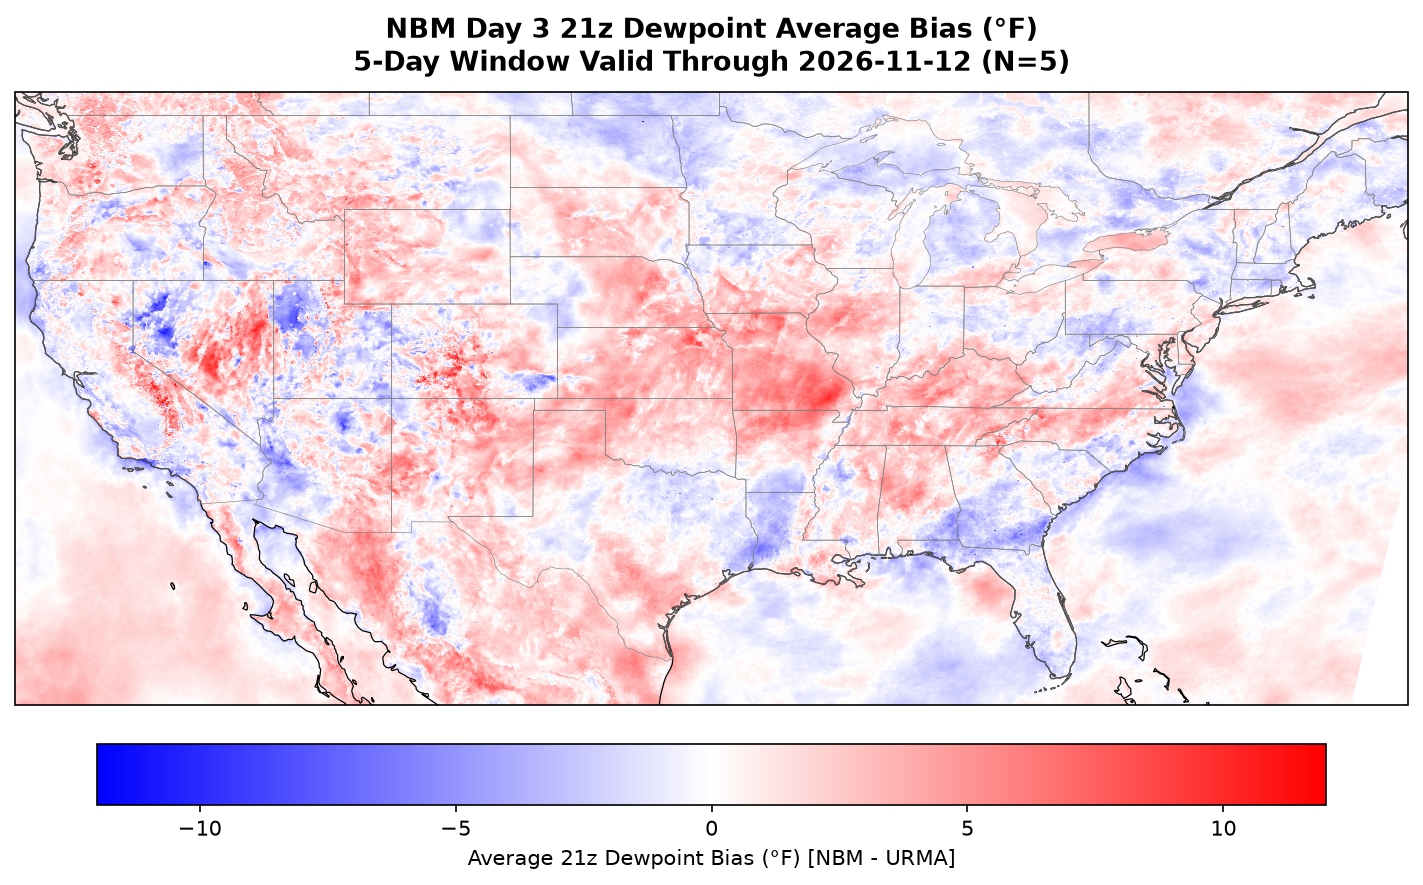 NBM Day 3 21z Dewpoint Average Bias (°F)
5-Day Window Valid Through 2026-11-12 (N=5)
−10 −5 0 5 10
Average 21z Dewpoint Bias (°F) [NBM - URMA]